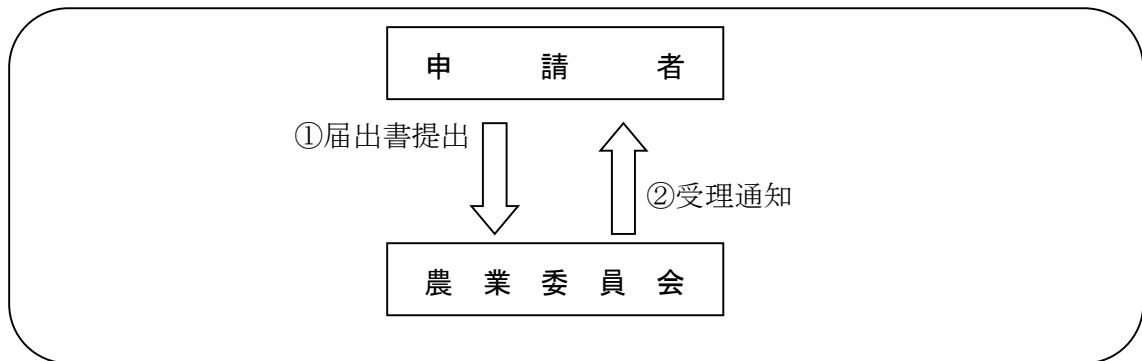 申請者
①届出書提出
②受理通知
農業委員会